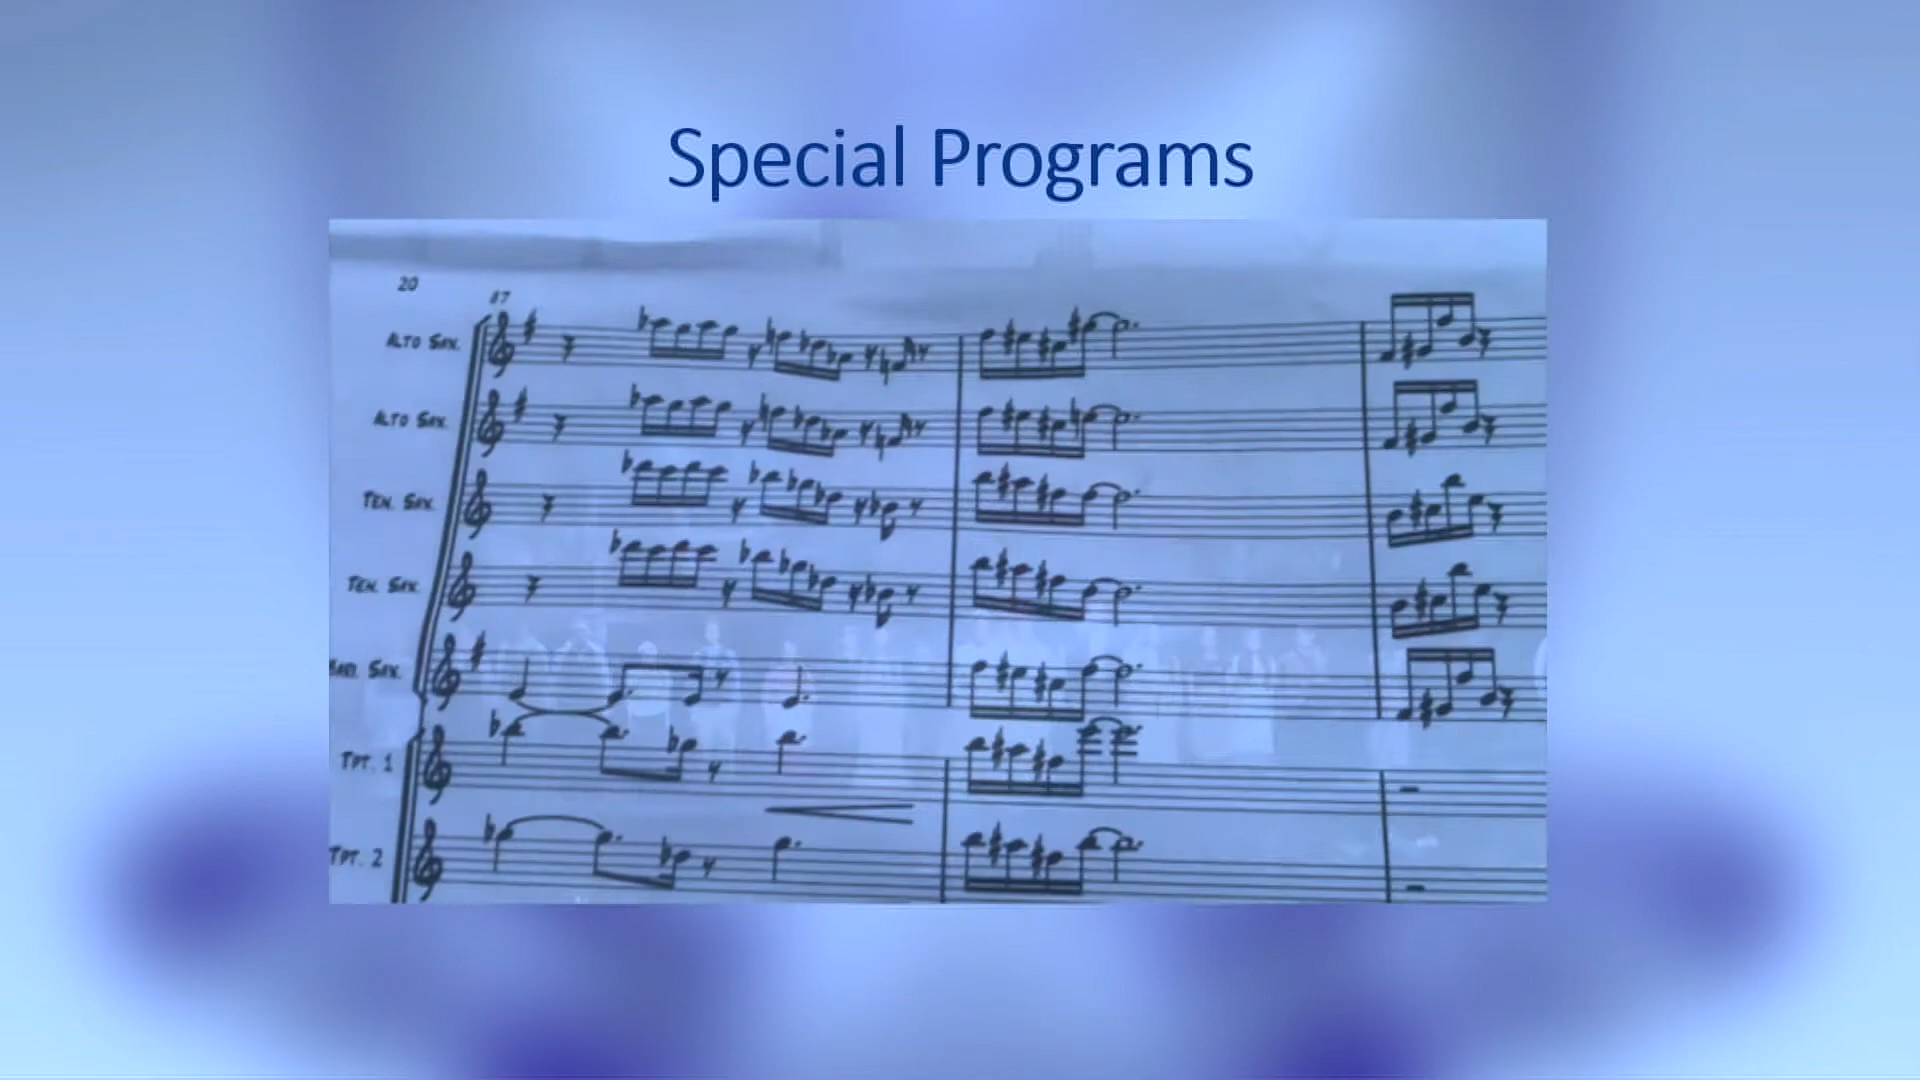 Special Programs
20
87
ALTO SAX.
ALTO SAX.
TEN. SAX.
TEN. SAX.
BARI. SAX.
TPT. 1
TPT. 2